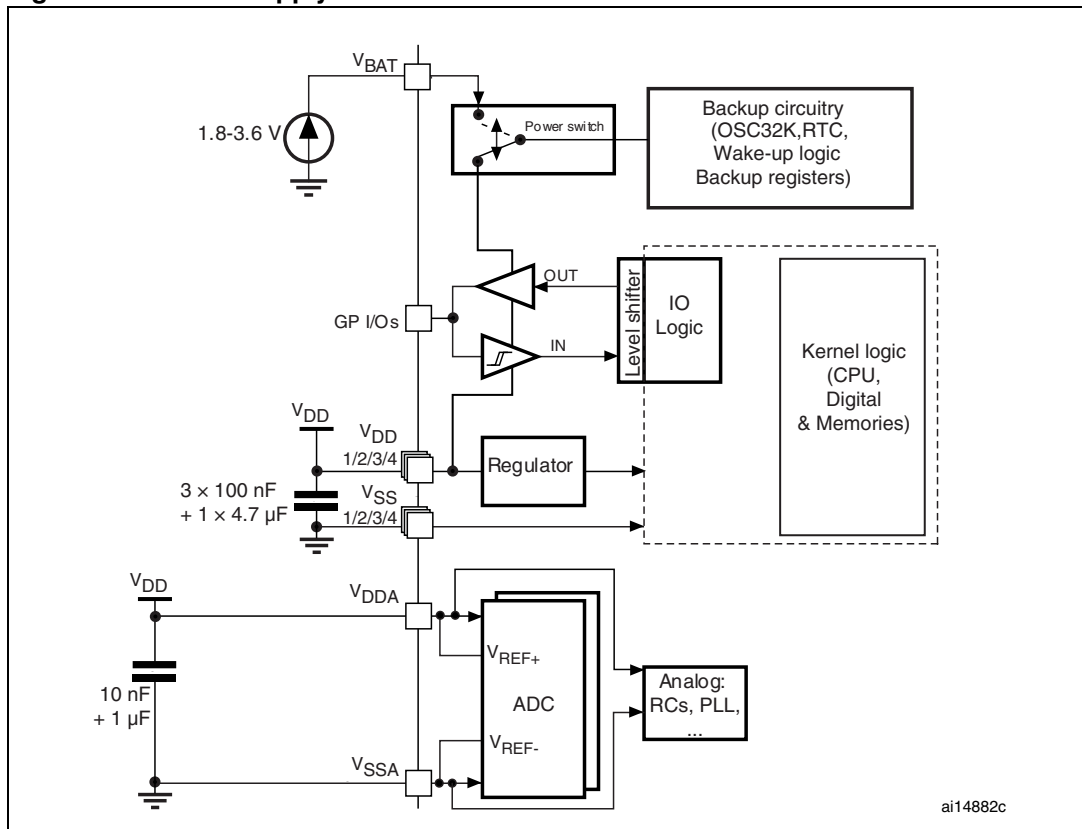 VBAT
1.8-3.6 V
Power switch
Backup circuitry
(OSC32K,RTC,
Wake-up logic
Backup registers)
OUT
GP I/Os
IN
Level shifter
IO
Logic
Kernel logic
(CPU,
Digital
& Memories)
VDD
VDD
1/2/3/4
Regulator
3 × 100 nF
+ 1 × 4.7 µF
VSS
1/2/3/4
VDD
VDDA
10 nF
+ 1 µF
VREF+
ADC
VREF-
Analog:
RCs, PLL,
...
VSSA
ai14882c